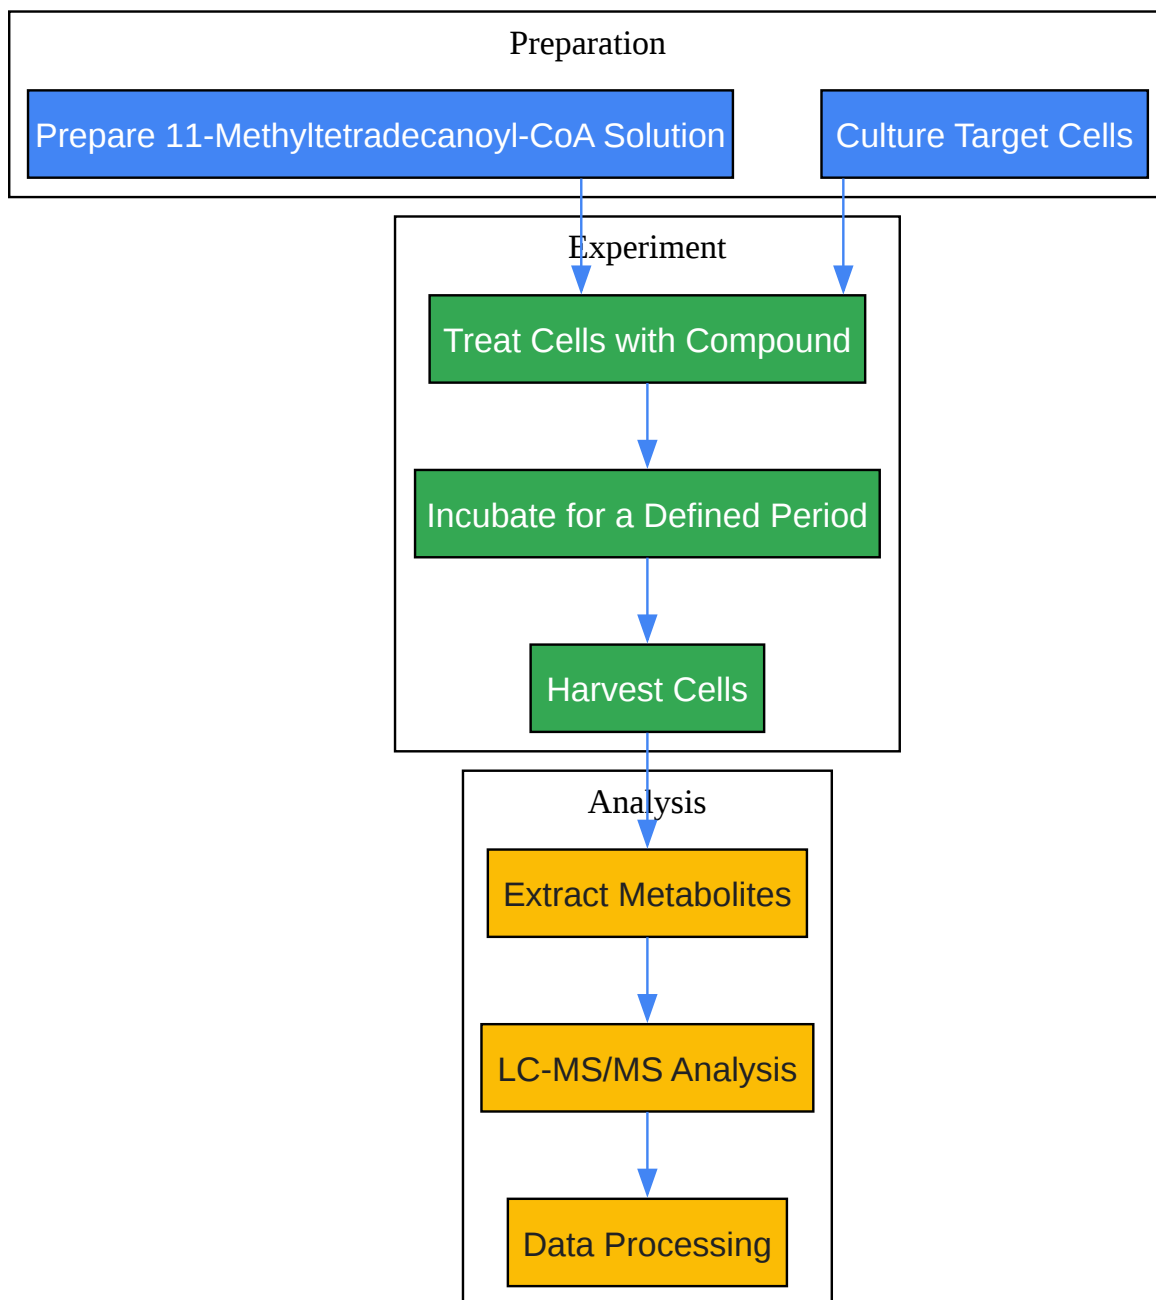 Preparation
Prepare 11-Methyltetradecanoyl-CoA Solution
Culture Target Cells
Experiment
Treat Cells with Compound
Incubate for a Defined Period
Harvest Cells
Analysis
Extract Metabolites
LC-MS/MS Analysis
Data Processing